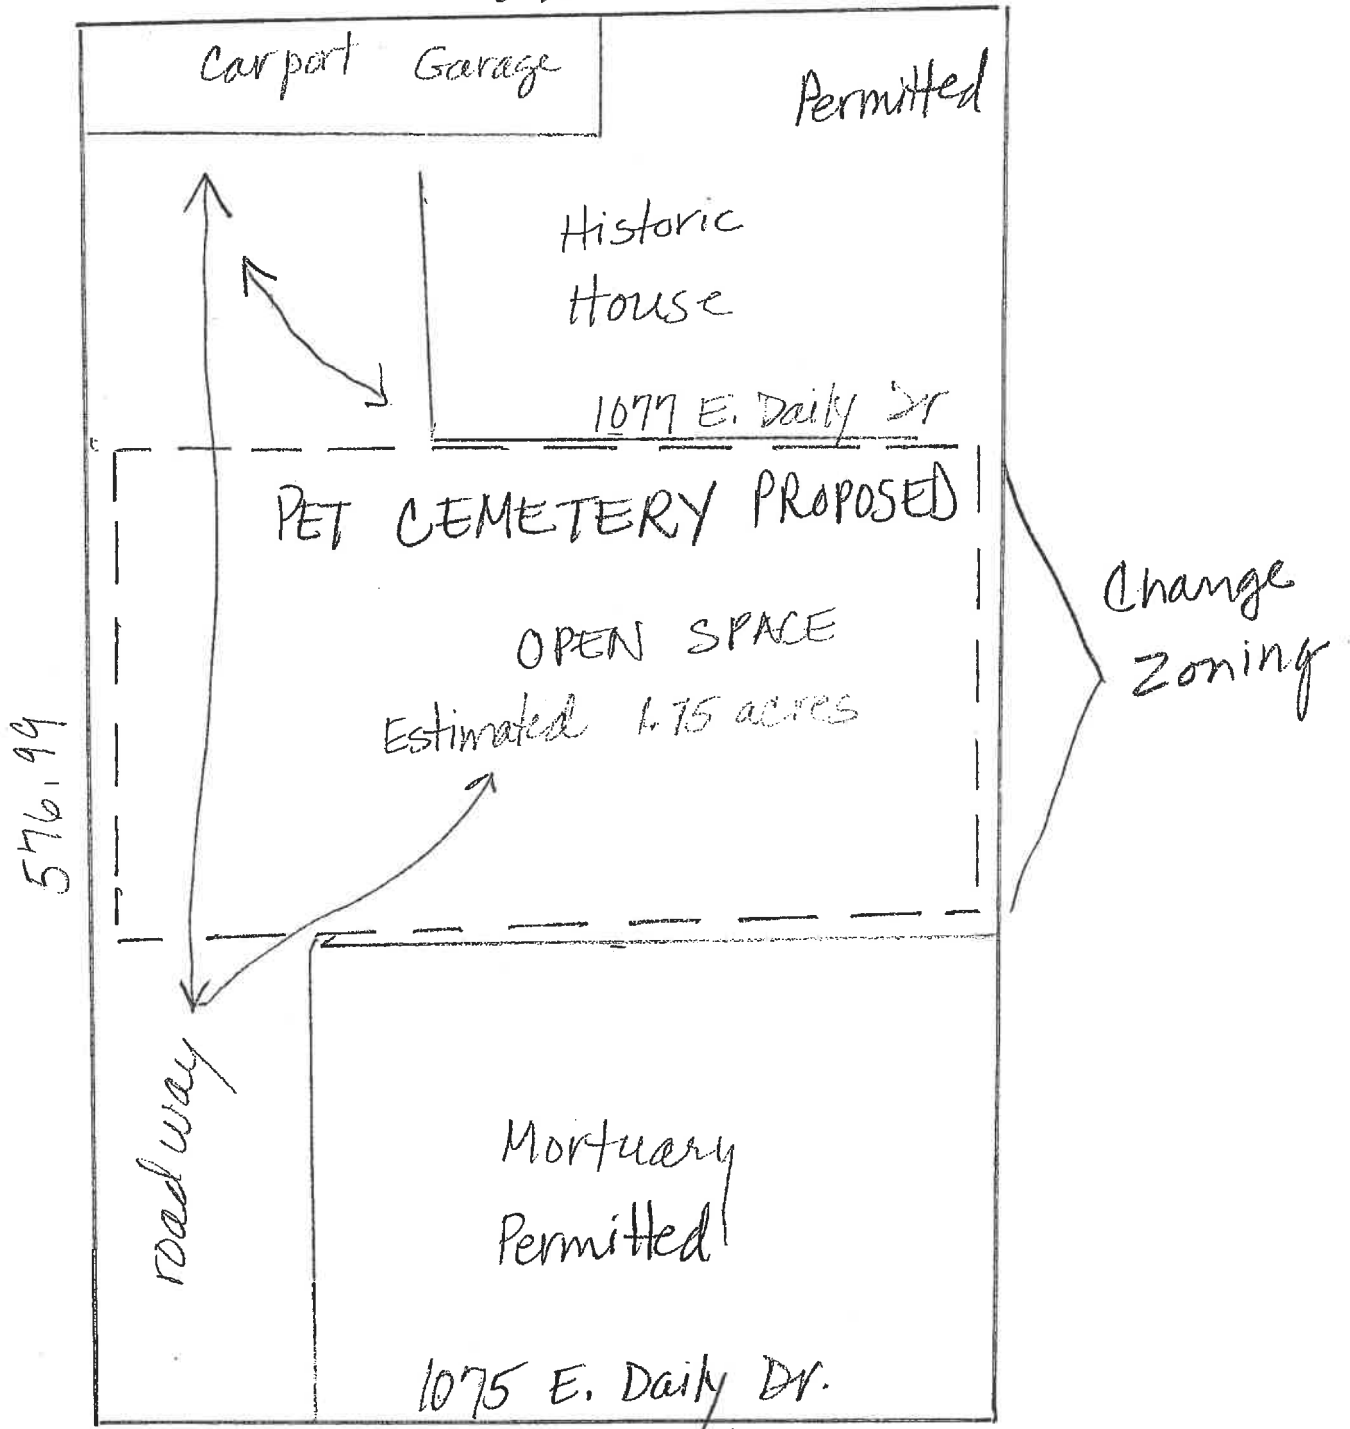 Carport Garage
Permitted
Historic
House
1077 E. Daily Dr
PET CEMETERY PROPOSED
OPEN SPACE
Estimated 1.75 acres
Change
Zoning
576.99
roadway
Mortuary
Permitted
1075 E. Daily Dr.